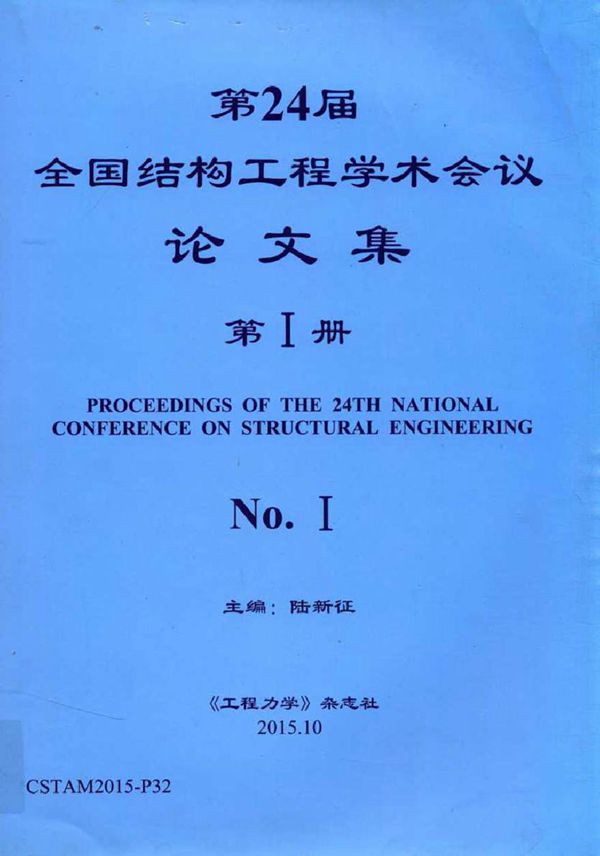 第24届
全国结构工程学术会议
论文集
第Ⅰ册
PROCEEDINGS OF THE 24TH NATIONAL
CONFERENCE ON STRUCTURAL ENGINEERING
No. Ⅰ
主编：陆新征
《工程力学》杂志社
2015.10
CSTAM2015-P32